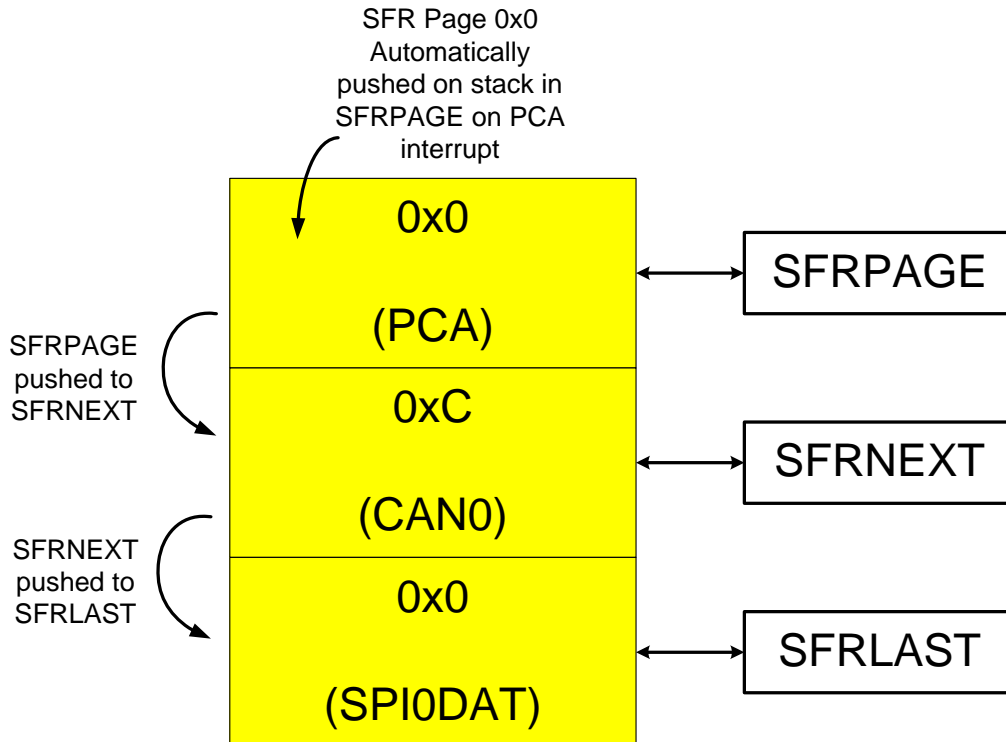 SFR Page 0x0
Automatically
pushed on stack in
SFRPAGE on PCA
interrupt
0x0
(PCA)
SFRPAGE
SFRPAGE
pushed to
SFRNEXT
0xC
(CAN0)
SFRNEXT
SFRNEXT
pushed to
SFRLAST
0x0
(SPI0DAT)
SFRLAST